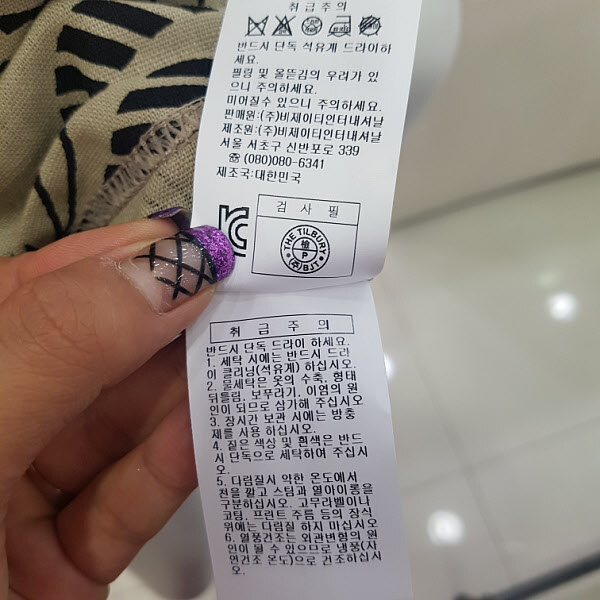 취급주의
반드시 단독 석유계 드라이하
세요.
필링 및 올뜯김의 우려가 있
으니 주의하세요.
미어질수 있으니 주의하세요.
판매원:(주)비제이티인터내셔날
제조원:(주)비제이티인터내셔날
서울 서초구 신반포로 339
☎ (080)080-6341
제조국:대한민국
KC
검사필
THE TILBURY
檢
P
(주)BJT
취급주의
반드시 단독 드라이 하세요.
1. 세탁 시에는 반드시 드라
이 클리닝(석유계) 하십시오.
2. 물세탁은 옷의 수축, 형태
뒤틀림, 보푸라기, 이염의 원
인이 되므로 삼가해 주십시오
3. 장시간 보관 시에는 방충
제를 사용 하십시오.
4. 짙은 색상 및 흰색은 반드
시 단독으로 세탁하여 주십시
오.
5. 다림질시 약한 온도에서
천을 깔고 스팀과 열아이롱을
구분하십시오. 고무라벨이나
코팅, 프린트 주름 등의 장식
위에는 다림질 하지 마십시오
6. 열풍건조는 외관변형의 원
인이 될 수 있으므로 냉풍(자
연건조 온도)으로 건조하십시
오.